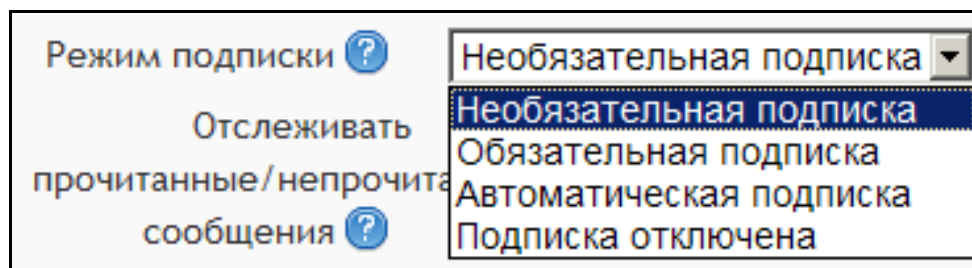 Режим подписки ? Необязательная подписка
Необязательная подписка
Отслеживать
Обязательная подписка
прочитанные/непрочита
Автоматическая подписка
сообщения ?
Подписка отключена